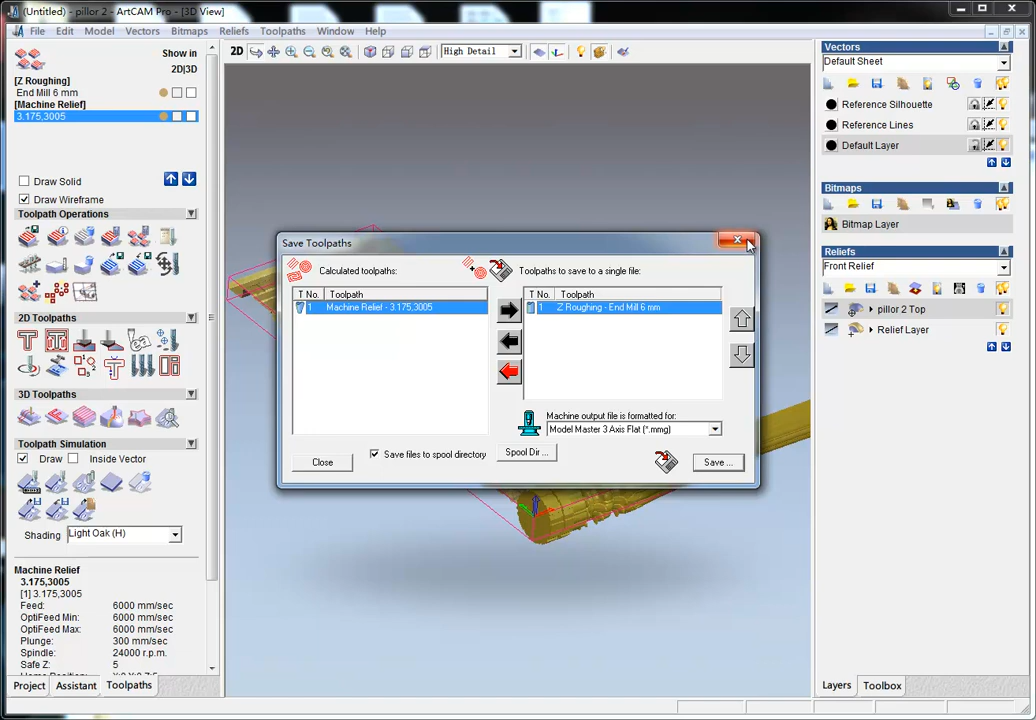 (Untitled) - pillor 2 - ArtCAM Pro - [3D View]
File Edit Model Vectors Bitmaps Reliefs Toolpaths Window Help
Show in
2D|3D
[Z Roughing]
End Mill 6 mm
[Machine Relief]
3.175,3005
Draw Solid
Draw Wireframe
Toolpath Operations
2D Toolpaths
3D Toolpaths
Toolpath Simulation
Draw Inside Vector
Shading Light Oak (H)
Machine Relief
3.175,3005
[1] 3.175,3005
Feed: 6000 mm/sec
OptiFeed Min: 6000 mm/sec
OptiFeed Max: 6000 mm/sec
Plunge: 300 mm/sec
Spindle: 24000 r.p.m.
Safe Z: 5
Project Assistant Toolpaths
2D High Detail
Save Toolpaths
Calculated toolpaths:
T No. Toolpath
1 Machine Relief - 3.175,3005
Toolpaths to save to a single file:
T No. Toolpath
1 Z Roughing - End Mill 6 mm
Machine output file is formatted for:
Model Master 3 Axis Flat (*.mmg)
Save files to spool directory Spool Dir ...
Close Save ...
Vectors
Default Sheet
Reference Silhouette
Reference Lines
Default Layer
Bitmaps
Bitmap Layer
Reliefs
Front Relief
pillor 2 Top
Relief Layer
Layers Toolbox